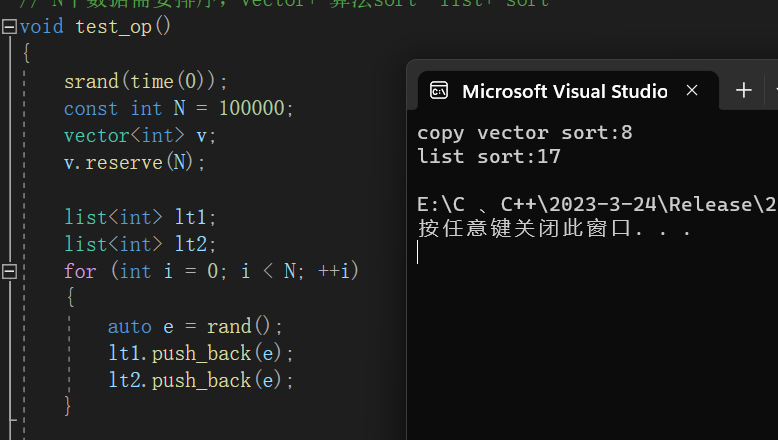 // N个数据需要排序，vector+ 算法sort  list+ sort
void test_op()
{
srand(time(0));
const int N = 100000;
vector<int> v;
v.reserve(N);
list<int> lt1;
list<int> lt2;
for (int i = 0; i < N; ++i)
{
auto e = rand();
lt1.push_back(e);
lt2.push_back(e);
}
Microsoft Visual Studio
copy vector sort:8
list sort:17
E:\C 、C++\2023-3-24\Release\2
按任意键关闭此窗口. . .